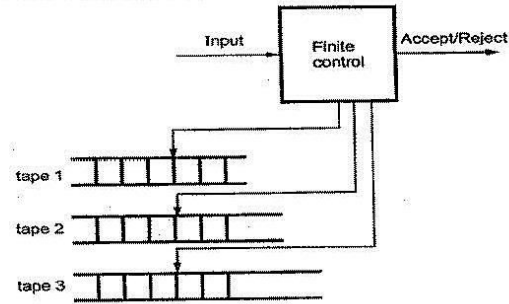 Input
Finite
control
Accept/Reject
tape 1
tape 2
tape 3